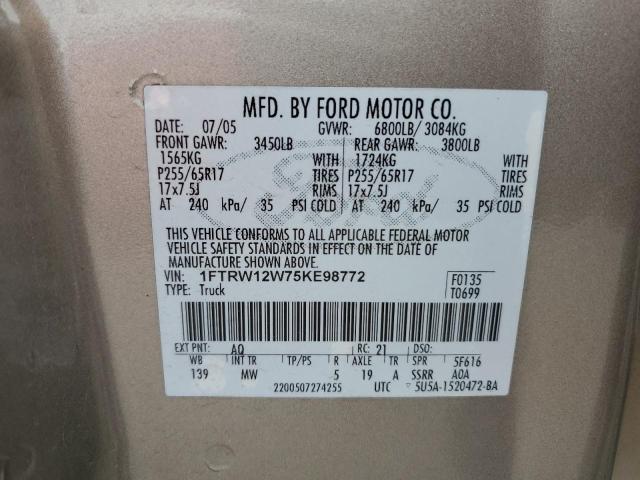 MFD. BY FORD MOTOR CO.
DATE: 07/05 GVWR: 6800LB/ 3084KG
FRONT GAWR: 3450LB REAR GAWR: 3800LB
1565KG WITH 1724KG WITH
P255/65R17 TIRES P255/65R17 TIRES
17x7.5J RIMS 17x7.5J RIMS
AT 240 kPa/ 35 PSI COLD AT 240 kPa/ 35 PSI COLD
Ford
THIS VEHICLE CONFORMS TO ALL APPLICABLE FEDERAL MOTOR
VEHICLE SAFETY STANDARDS IN EFFECT ON THE DATE OF
MANUFACTURE SHOWN ABOVE.
VIN: 1FTRW12W75KE98772 F0135
TYPE: Truck T0699
EXT PNT: AQ RC: 21 5F616
WB INT TR TP/PS R AXLE TR SPR
139 MW 5 19 A SSRR A0A
2200507274255 UTC 5U5A-1520472-BA